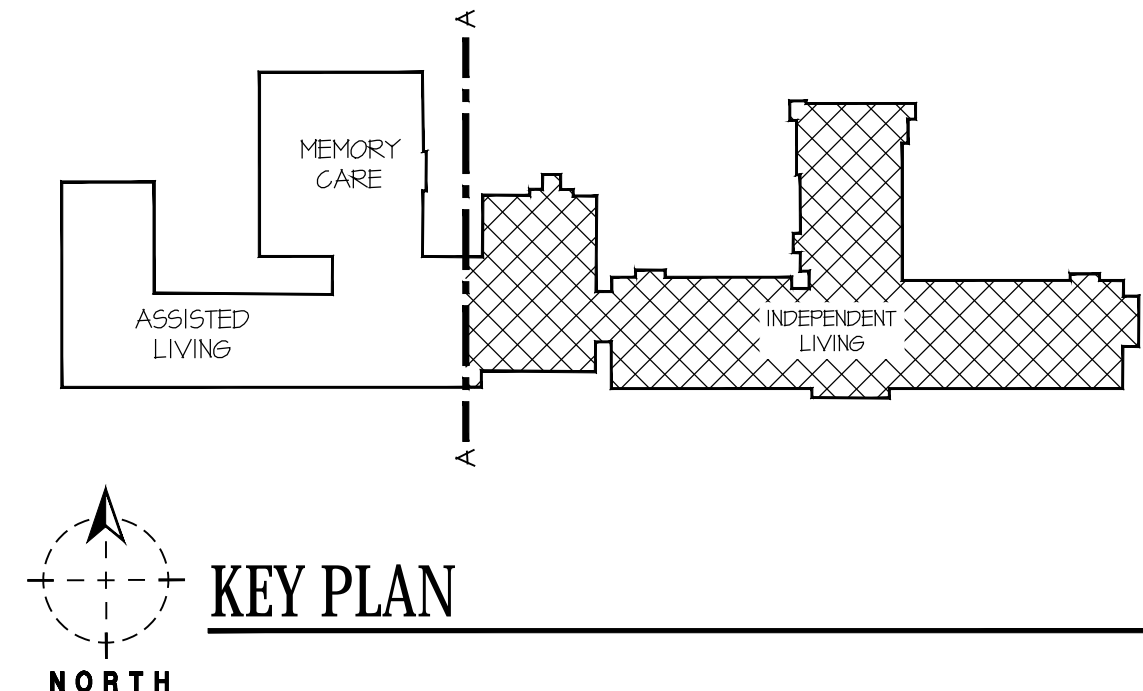 A
MEMORY
CARE
ASSISTED
LIVING
INDEPENDENT
LIVING
A
KEY PLAN
NORTH